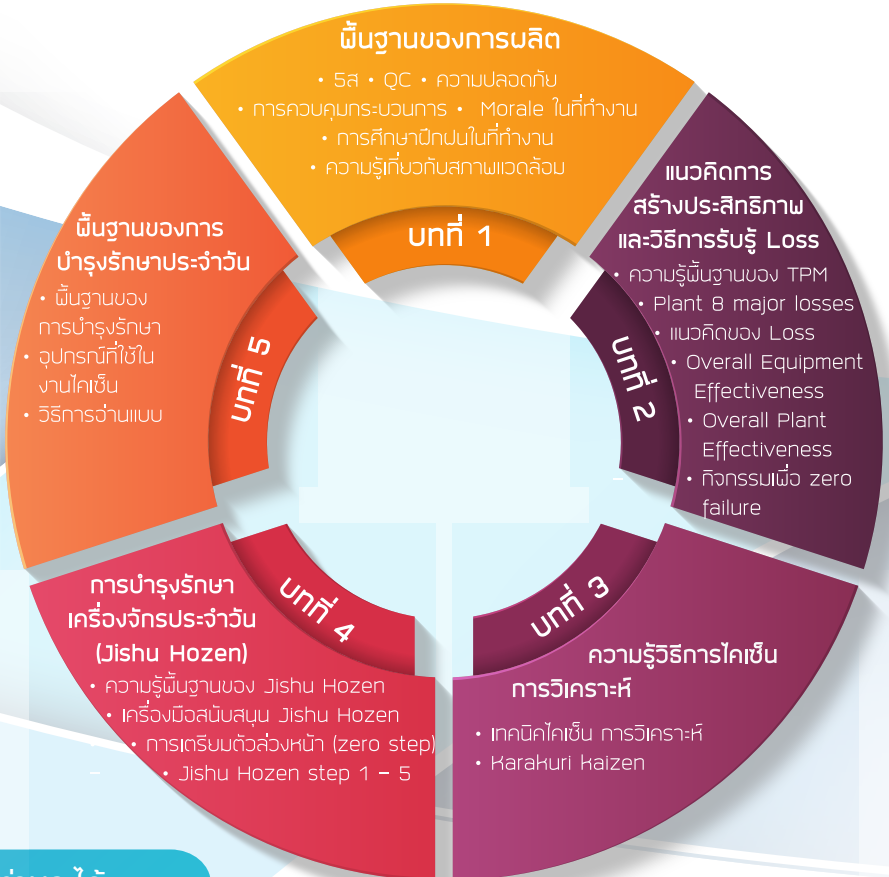 พื้นฐานของการผลิต
• 5ส • QC • ความปลอดภัย
• การควบคุมกระบวนการ • Morale ในที่ทำงาน
• การศึกษาฝึกฝนในที่ทำงาน
• ความรู้เกี่ยวกับสภาพแวดล้อม
บทที่ 1
แนวคิดการ
สร้างประสิทธิภาพ
และวิธีการรับรู้ Loss
• ความรู้พื้นฐานของ TPM
• Plant 8 major losses
• แนวคิดของ Loss
• Overall Equipment
Effectiveness
• Overall Plant
Effectiveness
• กิจกรรมเพื่อ zero
failure
บทที่ 2
ความรู้วิธีการไคเซ็น
การวิเคราะห์
• เทคนิคไคเซ็น การวิเคราะห์
• Karakuri Kaizen
บทที่ 3
การบำรุงรักษา
เครื่องจักรประจำวัน
(Jishu Hozen)
• ความรู้พื้นฐานของ Jishu Hozen
• เครื่องมือสนับสนุน Jishu Hozen
• การเตรียมตัวล่วงหน้า (zero step)
• Jishu Hozen step 1 – 5
บทที่ 4
พื้นฐานของการ
บำรุงรักษาประจำวัน
• พื้นฐานของ
การบำรุงรักษา
• อุปกรณ์ที่ใช้ใน
งานไคเซ็น
• วิธีการอ่านแบบ
บทที่ 5